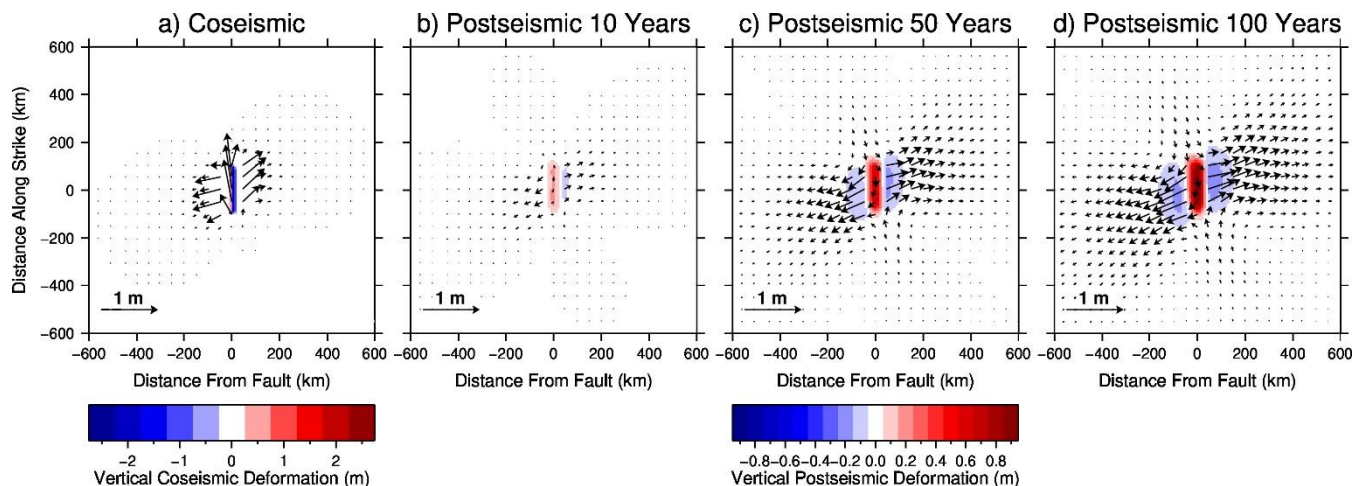 a) Coseismic
b) Postseismic 10 Years
c) Postseismic 50 Years
d) Postseismic 100 Years
Distance Along Strike (km)
600
400
200
0
−200
−400
−600
1 m
1 m
1 m
1 m
−600 −400 −200 0 200 400 600
−600 −400 −200 0 200 400 600
−600 −400 −200 0 200 400 600
−600 −400 −200 0 200 400 600
Distance From Fault (km)
Distance From Fault (km)
Distance From Fault (km)
Distance From Fault (km)
−2 −1 0 1 2
Vertical Coseismic Deformation (m)
−0.8 −0.6 −0.4 −0.2 0.0 0.2 0.4 0.6 0.8
Vertical Postseismic Deformation (m)